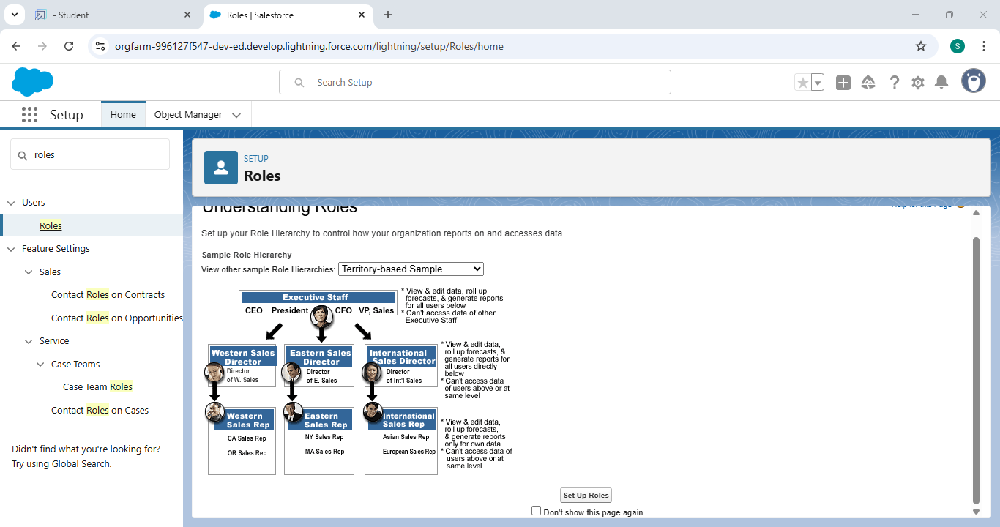 - Student
Roles | Salesforce
orgfarm-996127f547-dev-ed.develop.lightning.force.com/lightning/setup/Roles/home
S
Search Setup
Setup
Home
Object Manager
roles
Users
Roles
Feature Settings
Sales
Contact Roles on Contracts
Contact Roles on Opportunities
Service
Case Teams
Case Team Roles
Contact Roles on Cases
Didn't find what you're looking for?
Try using Global Search.
SETUP
Roles
Understanding Roles
Help for this Page
Set up your Role Hierarchy to control how your organization reports on and accesses data.
Sample Role Hierarchy
View other sample Role Hierarchies: Territory-based Sample
Executive Staff
CEO President CFO VP, Sales
* View & edit data, roll up
forecasts, & generate reports
for all users below
* Can't access data of other
Executive Staff
Western Sales
Director
Director
of W. Sales
Eastern Sales
Director
Director
of E. Sales
International
Sales Director
Director
of Int'l Sales
* View & edit data,
roll up forecasts, &
generate reports for
all users directly
below
* Can't access data
of users above or at
same level
Western
Sales Rep
CA Sales Rep
OR Sales Rep
Eastern
Sales Rep
NY Sales Rep
MA Sales Rep
International
Sales Rep
Asian Sales Rep
European Sales Rep
* View & edit data,
roll up forecasts,
& generate reports
only for own data
* Can't access data of
users above or at
same level
Set Up Roles
Don't show this page again